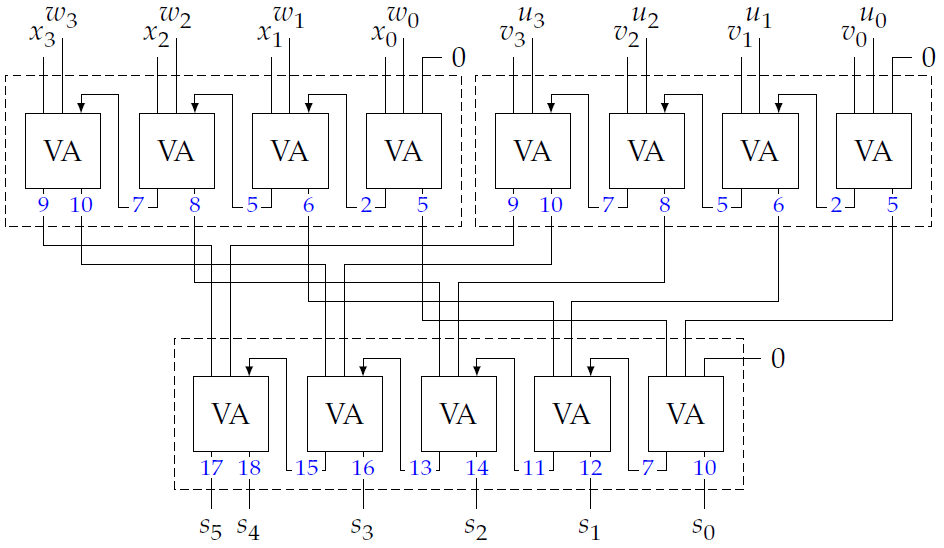 w₃ w₂ w₁ w₀ u₃ u₂ u₁ u₀
x₃ x₂ x₁ x₀ v₃ v₂ v₁ v₀
0 0
VA VA VA VA VA VA VA VA
9 10 7 8 5 6 2 5 9 10 7 8 5 6 2 5
0
VA VA VA VA VA
17 18 15 16 13 14 11 12 7 10
s₅ s₄ s₃ s₂ s₁ s₀